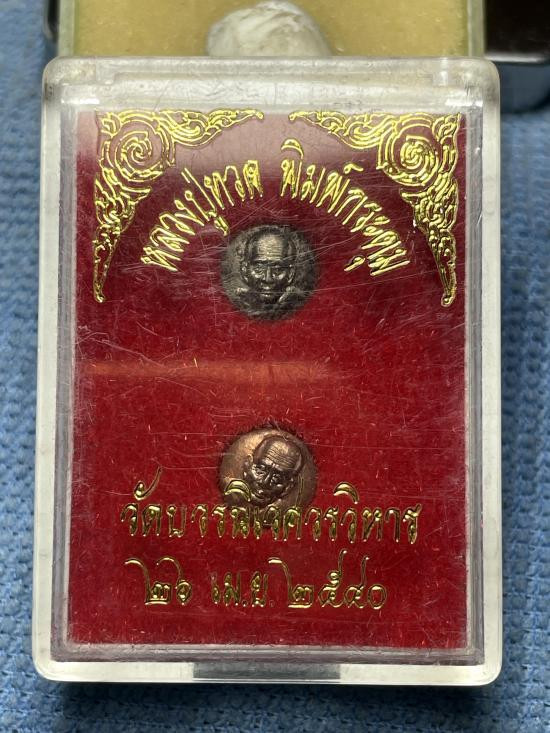 หลวงปู่ทวด พิมพ์กระดุม
วัดบวรนิเวศวรวิหาร
๒๖ เม.ย. ๒๕๔๐